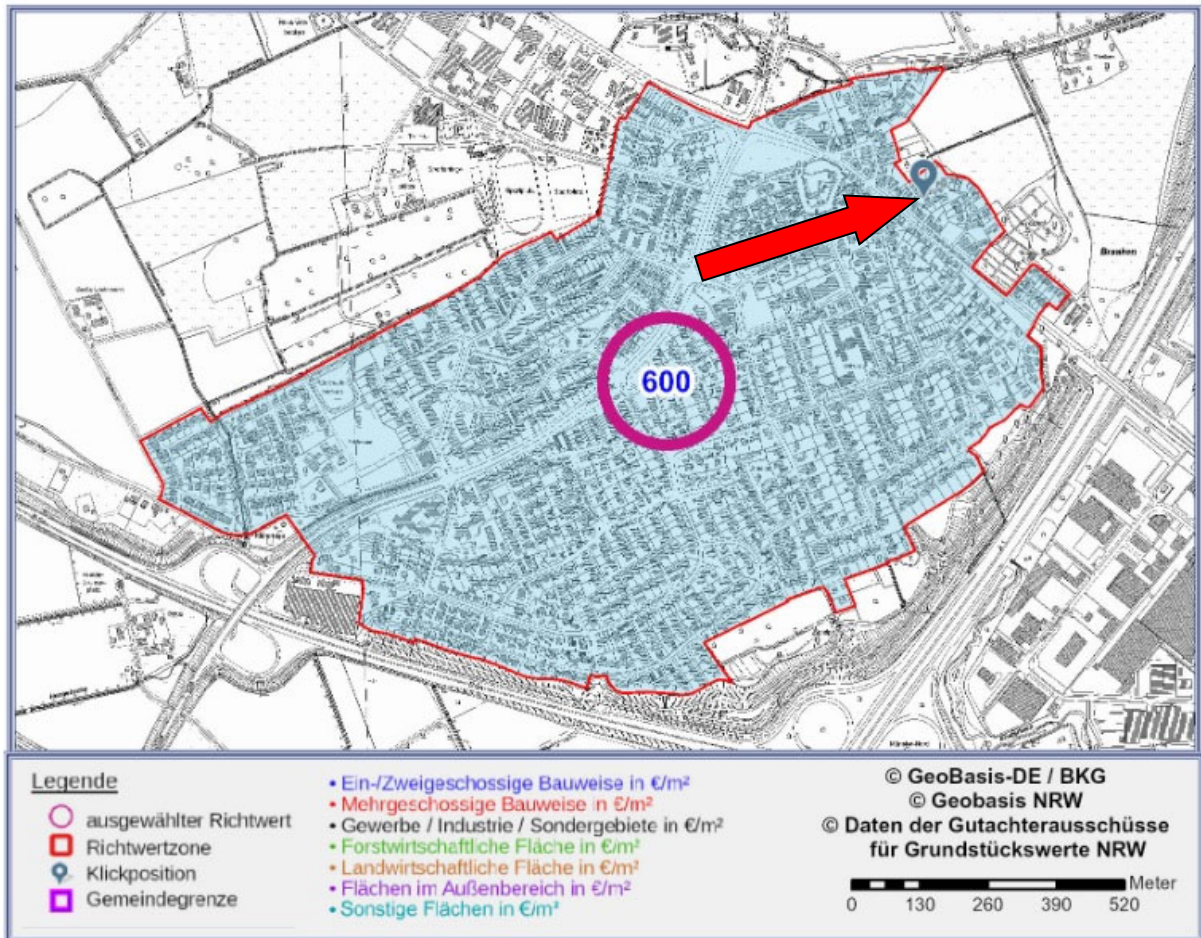 600
Münster-Nord
Legende
ausgewählter Richtwert
Richtwertzone
Klickposition
Gemeindegrenze
• Ein-/Zweigeschossige Bauweise in €/m²
• Mehrgeschossige Bauweise in €/m²
• Gewerbe / Industrie / Sondergebiete in €/m²
• Forstwirtschaftliche Fläche in €/m²
• Landwirtschaftliche Fläche in €/m²
• Flächen im Außenbereich in €/m²
• Sonstige Flächen in €/m²
© GeoBasis-DE / BKG
© Geobasis NRW
© Daten der Gutachterausschüsse
für Grundstückswerte NRW
Meter
0 130 260 390 520